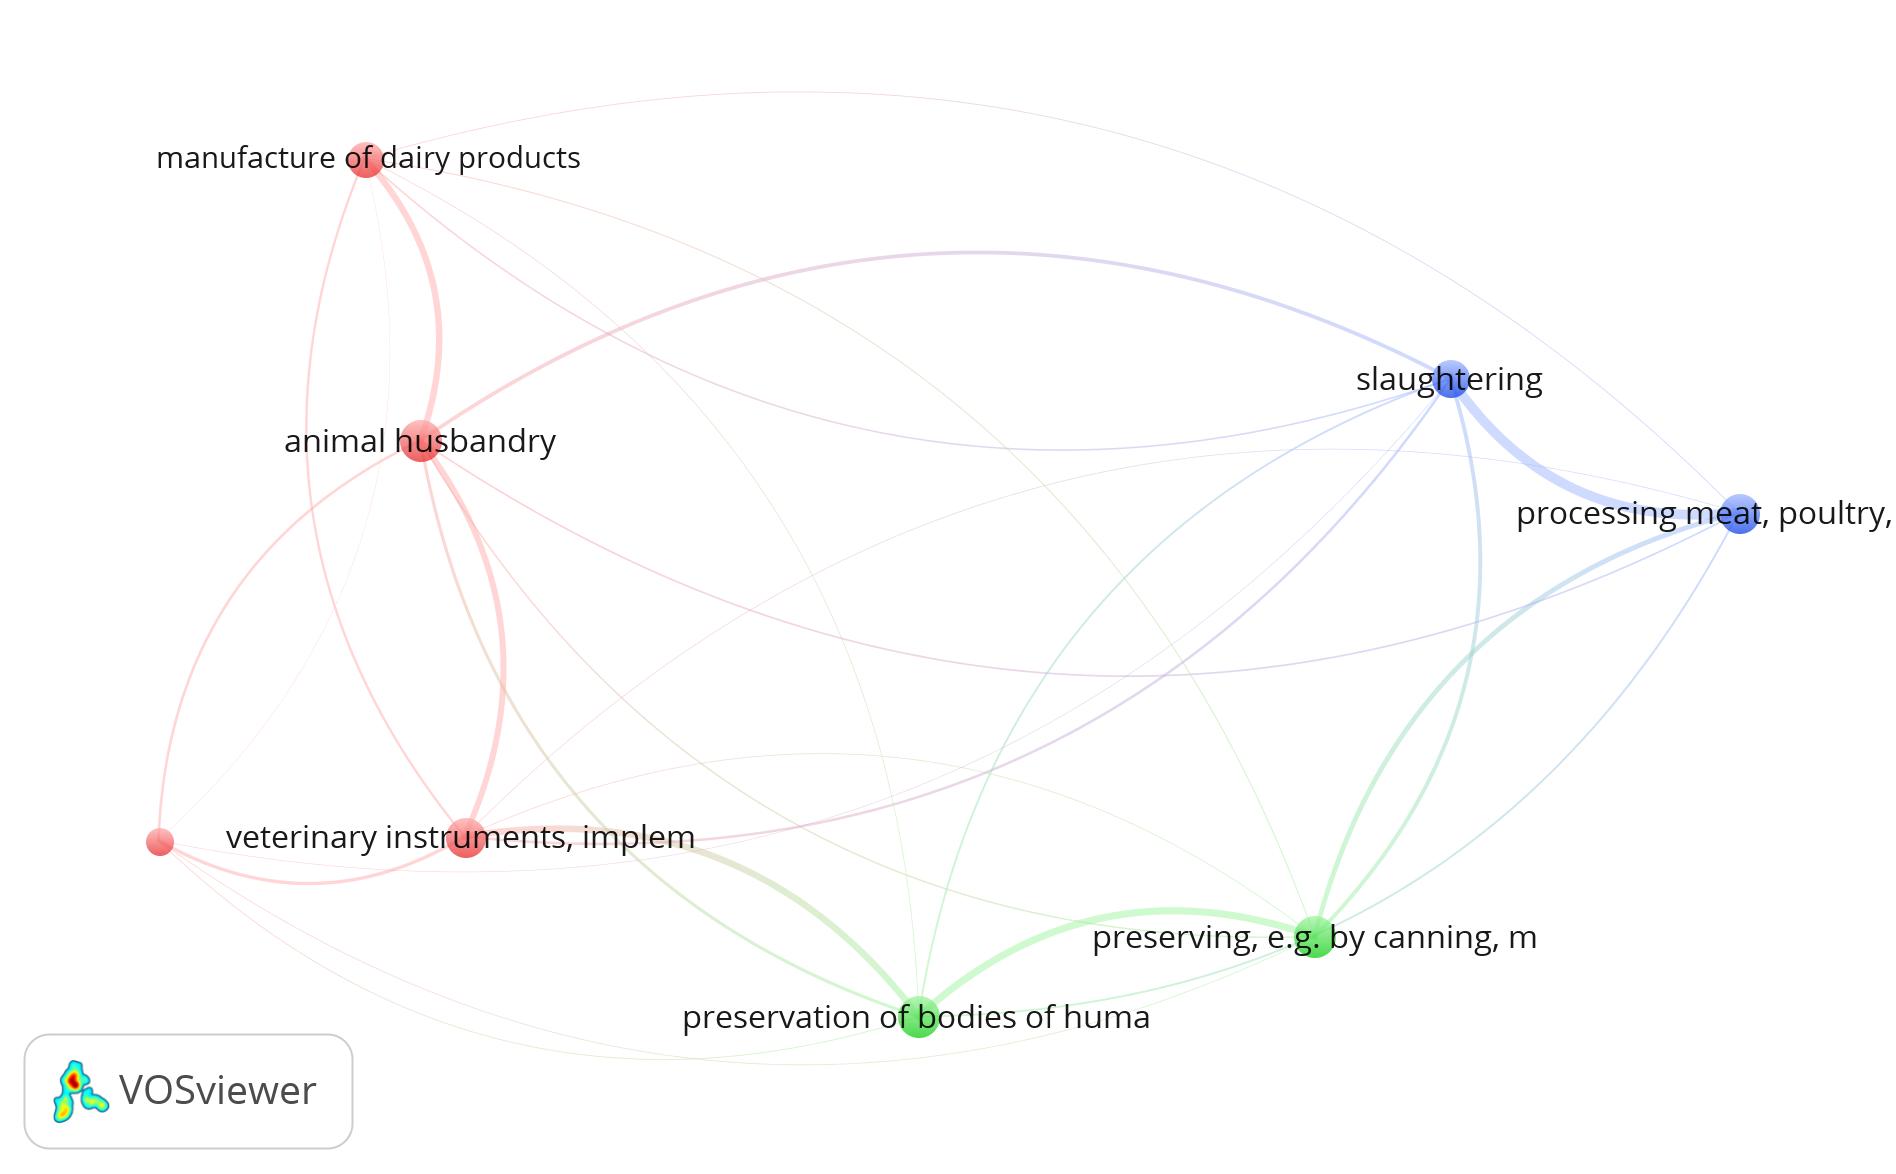 manufacture of dairy products
slaughtering
animal husbandry
processing meat, poultry,
veterinary instruments, implem
preserving, e.g. by canning, m
preservation of bodies of huma
VOSviewer